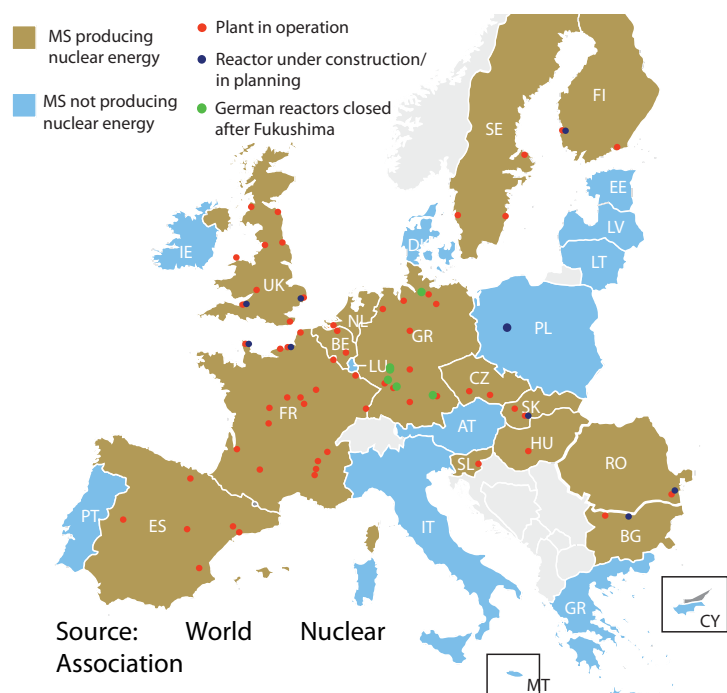 MS producing
nuclear energy
MS not producing
nuclear energy
Plant in operation
Reactor under construction/
in planning
German reactors closed
after Fukushima
FI
SE
EE
LV
LT
DK
IE
UK
NL
BE
GR
PL
LU
CZ
SK
FR
AT
HU
SL
RO
IT
BG
PT
ES
GR
CY
MT
Source: World Nuclear
Association